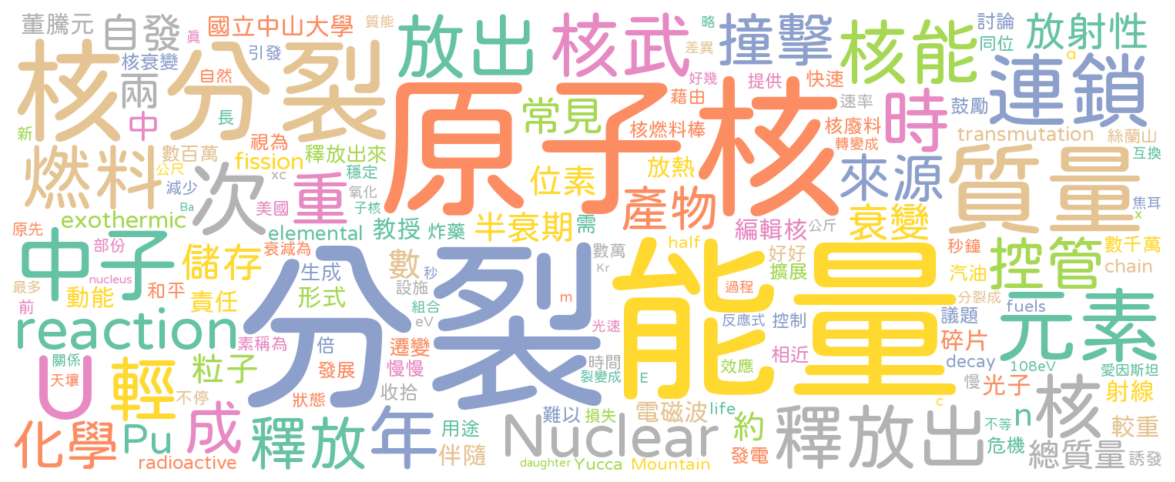 董騰元
自發
國立中山大學
質能
眞
引發
核衰變
核分裂
兩
自然
中
長
新
放出
核武
略
差異
撞擊
好幾
提供
快速
核能
討論
同位
放射性
α
連鎖
原子核
常見
藉由
速率
核燃料棒
核廢料
轉變成
時
鼓勵
transmutation
絲蘭山
互換
視為
釋放出來
fission
數百萬
公尺
燃料
穩定
xc
減少
Ba
次
美國
重
氧化
子核
exothermic
elemental
教授
炸藥
位素
放熱
半衰期
需
產物
編輯核
公斤
來源
衰變
質量
x
焦耳
原先
部份
衰減為
中子
nucleus
最多
前
動能
儲存
和平
責任
生成
形式
數
秒
設施
組合
eV
分裂
數萬
Kr
m
光速
能量
half
好好
擴展
過程
反應式
控制
效應
相近
秒鐘
汽油
控管
數千萬
chain
分裂成
議題
fuels
元素
碎片
decay
108eV
愛因斯坦
reaction
素稱為
倍
遷變
發展
慢慢
狀態
收拾
時間
裂變成
E
關係
天壤
U
輕
不停
粒子
難以
損失
電磁波
life
c
慢
光子
射線
化學
Pu
成
radioactive
釋放
年
用途
伴隨
Nuclear
daughter
Yucca
Mountain
約
發電
釋放出
n
不等
危機
核
較重
總質量
誘發